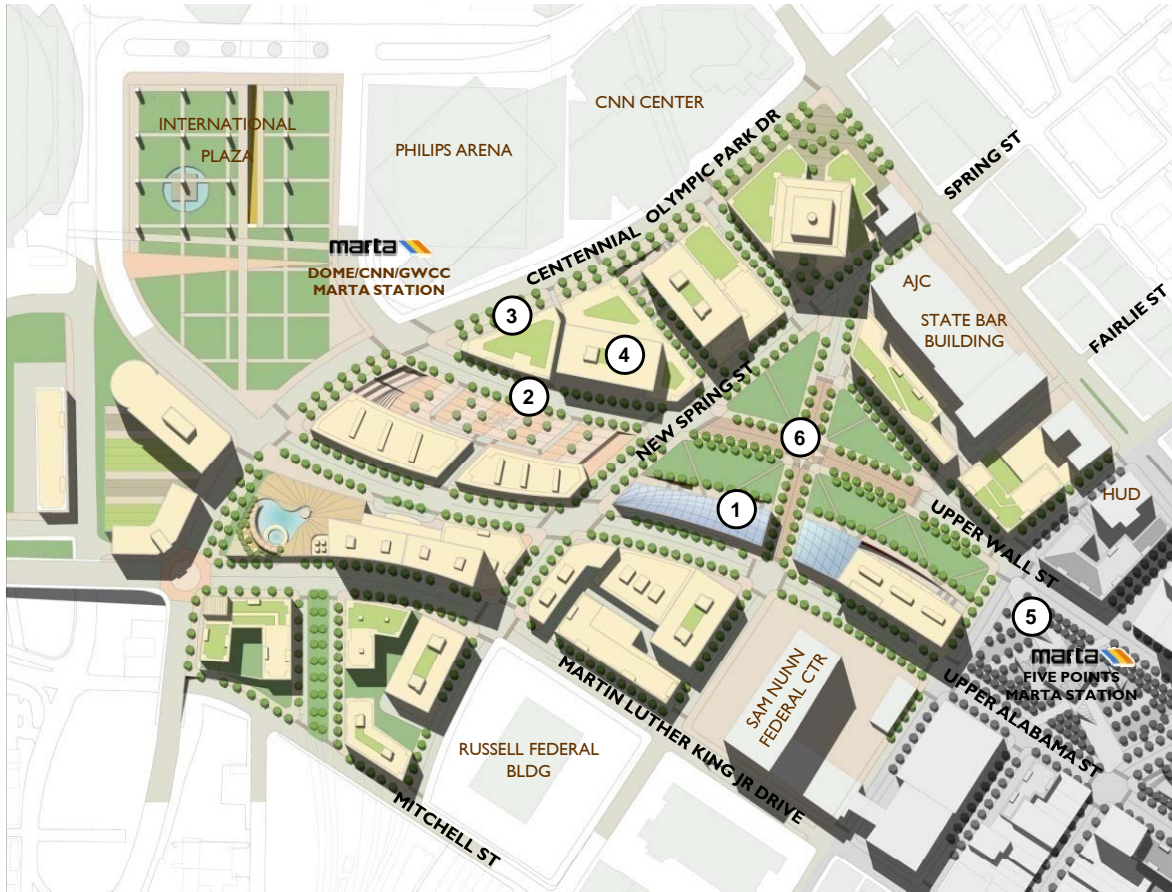 CNN CENTER
INTERNATIONAL
PLAZA
PHILIPS ARENA
CENTENNIAL OLYMPIC PARK DR
SPRING ST
marta
DOME/CNN/GWCC
MARTA STATION
AJC
STATE BAR
BUILDING
FAIRLIE ST
3
4
2
NEW SPRING ST
6
1
HUD
UPPER WALL ST
5
marta
FIVE POINTS
MARTA STATION
UPPER ALABAMA ST
SAM NUNN
FEDERAL CTR
MARTIN LUTHER KING JR DRIVE
RUSSELL FEDERAL
BLDG
MITCHELL ST